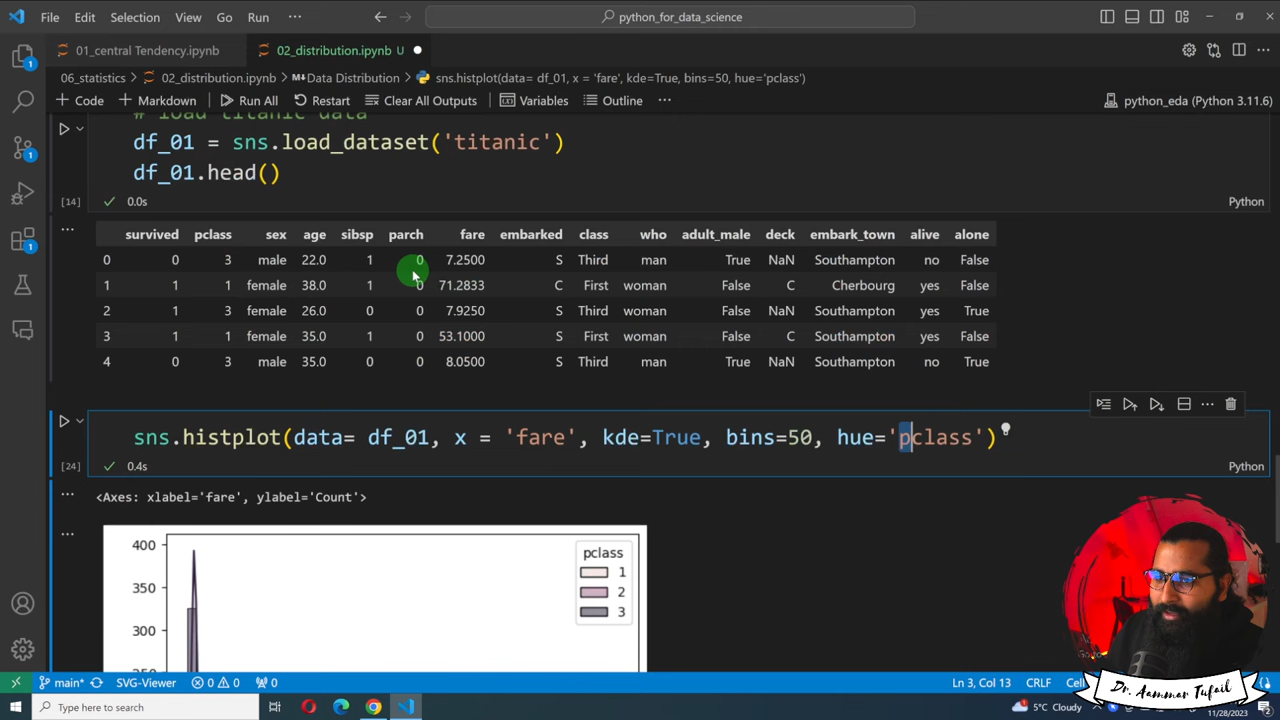 File Edit Selection View Go Run ··· python_for_data_science
01_central Tendency.ipynb 02_distribution.ipynb U
06_statistics > 02_distribution.ipynb > Data Distribution > sns.histplot(data= df_01, x = 'fare', kde=True, bins=50, hue='pclass')
+ Code + Markdown Run All Restart Clear All Outputs Variables Outline ··· python_eda (Python 3.11.6)
# load titanic data
df_01 = sns.load_dataset('titanic')
df_01.head()
[14] 0.0s Python
survived pclass sex age sibsp parch fare embarked class who adult_male deck embark_town alive alone
0 0 3 male 22.0 1 0 7.2500 S Third man True NaN Southampton no False
1 1 1 female 38.0 1 0 71.2833 C First woman False C Cherbourg yes False
2 1 3 female 26.0 0 0 7.9250 S Third woman False NaN Southampton yes True
3 1 1 female 35.0 1 0 53.1000 S First woman False C Southampton yes False
4 0 3 male 35.0 0 0 8.0500 S Third man True NaN Southampton no True
sns.histplot(data= df_01, x = 'fare', kde=True, bins=50, hue='pclass')
[24] 0.4s Python
<Axes: xlabel='fare', ylabel='Count'>
400
350
300
pclass
1
2
3
main* SVG-Viewer 0 0 0 Ln 3, Col 13 CRLF
Type here to search 5°C Cloudy 11/28/2023
Dr. Aammar Tufail